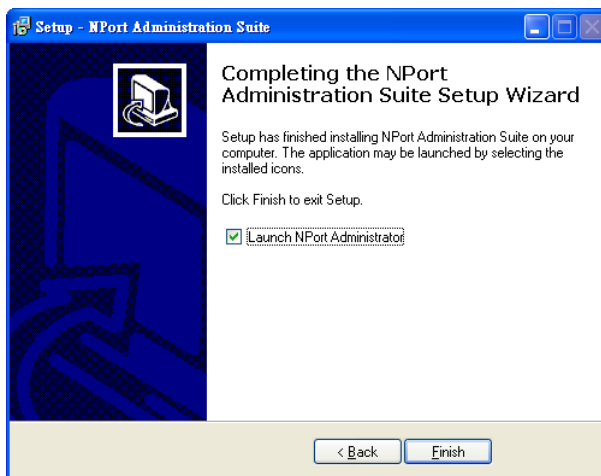 Setup - NPort Administration Suite
Completing the NPort
Administration Suite Setup Wizard
Setup has finished installing NPort Administration Suite on your
computer. The application may be launched by selecting the
installed icons.
Click Finish to exit Setup.
Launch NPort Administrator
< Back
Finish